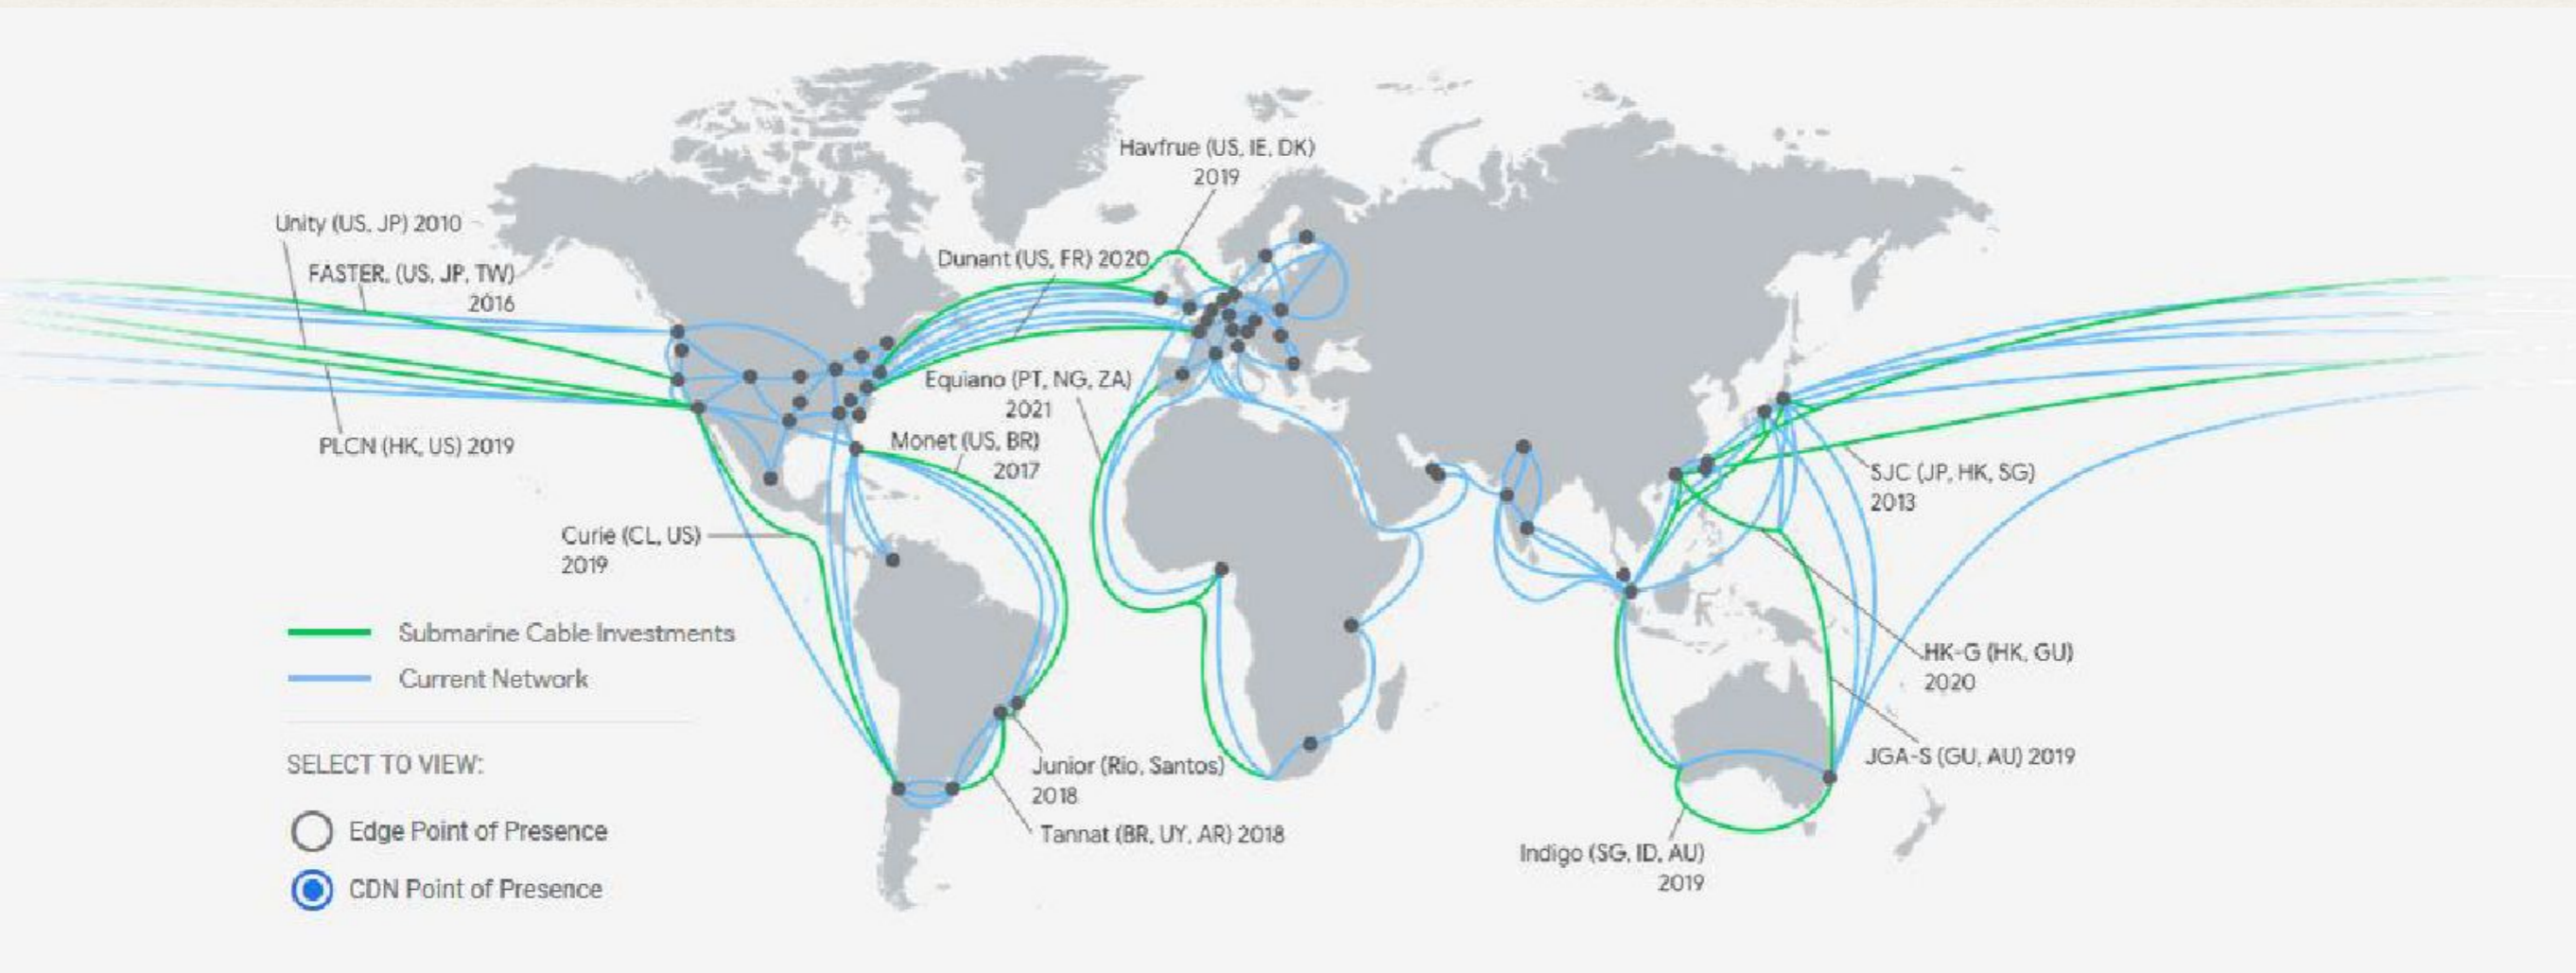 Havfrue (US, IE, DK)
2019
Unity (US, JP) 2010
FASTER, (US, JP, TW)
2016
Dunant (US, FR) 2020
Equiano (PT, NG, ZA)
2021
PLCN (HK, US) 2019
Monet (US, BR)
2017
SJC (JP, HK, SG)
2013
Curie (CL, US)
2019
Submarine Cable Investments
Current Network
HK-G (HK, GU)
2020
JGA-S (GU, AU) 2019
SELECT TO VIEW:
Junior (Rio, Santos)
2018
Edge Point of Presence
Tannat (BR, UY, AR) 2018
Indigo (SG, ID, AU)
2019
CDN Point of Presence